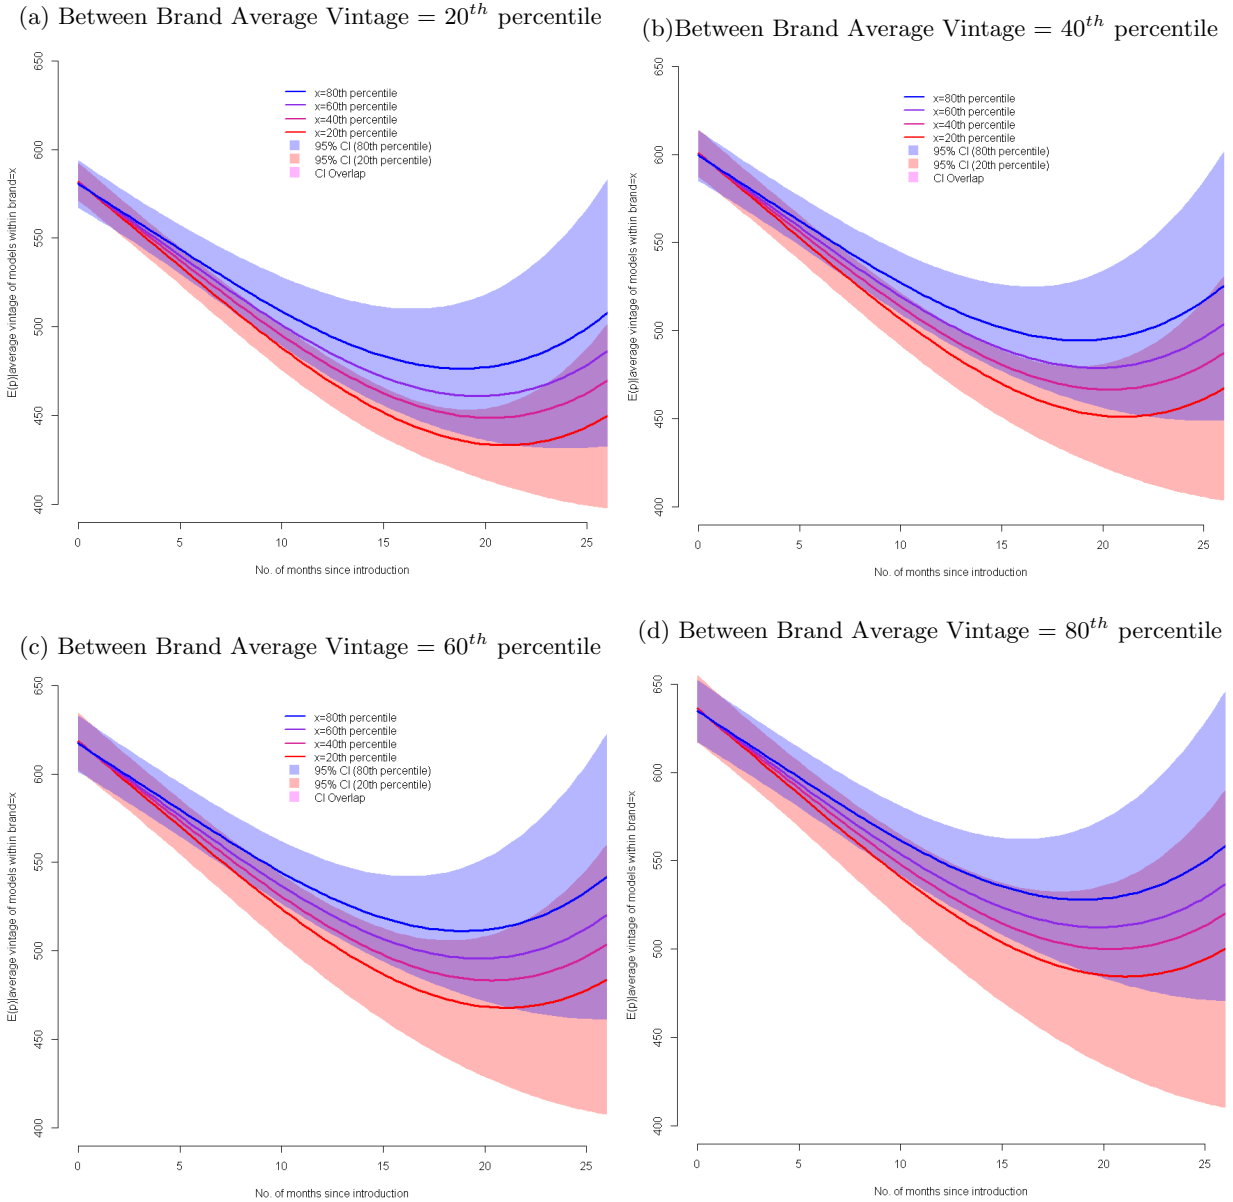 (a) Between Brand Average Vintage = 20th percentile
E(p)|average vintage of models within brand=x
650
600
550
500
450
400
x=80th percentile
x=60th percentile
x=40th percentile
x=20th percentile
95% CI (80th percentile)
95% CI (20th percentile)
CI Overlap
0 5 10 15 20 25
No. of months since introduction
(b)Between Brand Average Vintage = 40th percentile
E(p)|average vintage of models within brand=x
650
600
550
500
450
400
x=80th percentile
x=60th percentile
x=40th percentile
x=20th percentile
95% CI (80th percentile)
95% CI (20th percentile)
CI Overlap
0 5 10 15 20 25
No. of months since introduction
(c) Between Brand Average Vintage = 60th percentile
E(p)|average vintage of models within brand=x
650
600
550
500
450
400
x=80th percentile
x=60th percentile
x=40th percentile
x=20th percentile
95% CI (80th percentile)
95% CI (20th percentile)
CI Overlap
0 5 10 15 20 25
No. of months since introduction
(d) Between Brand Average Vintage = 80th percentile
E(p)|average vintage of models within brand=x
650
600
550
500
450
400
0 5 10 15 20 25
No. of months since introduction